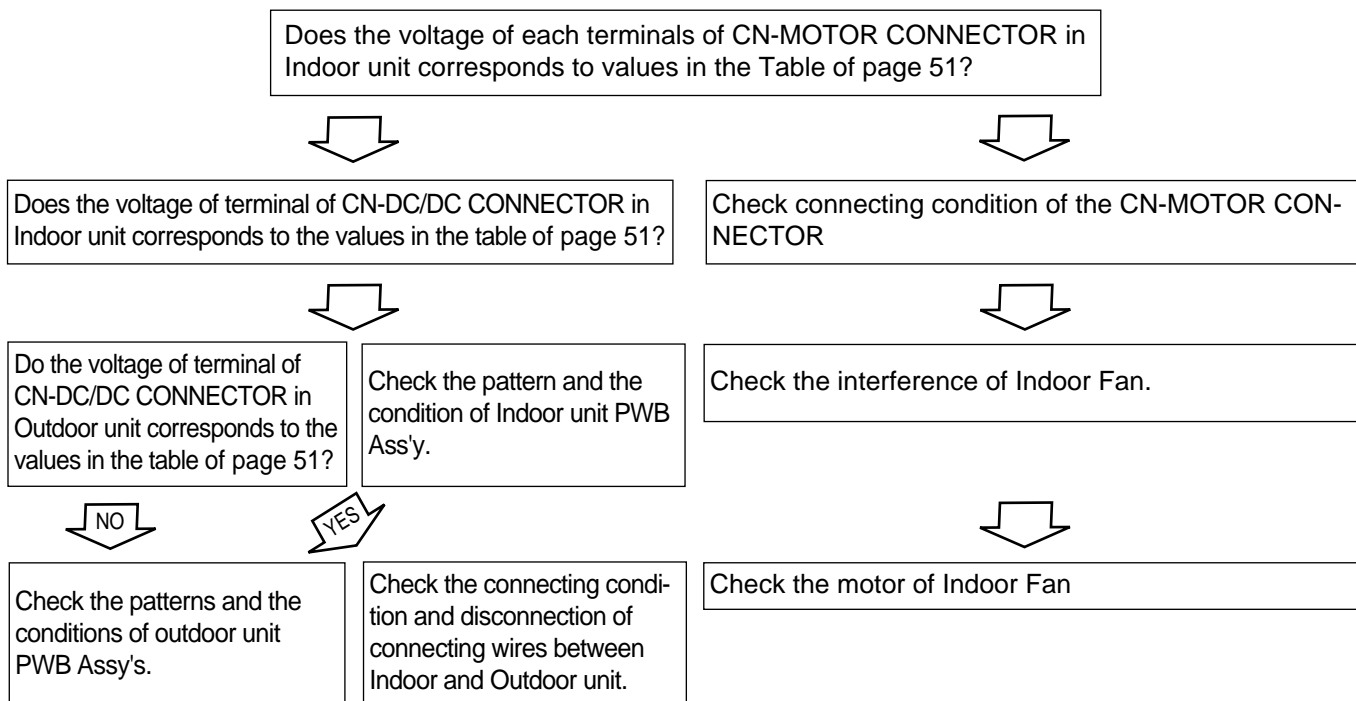 Does the voltage of each terminals of CN-MOTOR CONNECTOR in
Indoor unit corresponds to values in the Table of page 51?
Does the voltage of terminal of CN-DC/DC CONNECTOR in
Indoor unit corresponds to the values in the table of page 51?
Check connecting condition of the CN-MOTOR CON-
NECTOR
Do the voltage of terminal of
CN-DC/DC CONNECTOR in
Outdoor unit corresponds to the
values in the table of page 51?
Check the pattern and the
condition of Indoor unit PWB
Ass'y.
Check the interference of Indoor Fan.
NO
YES
Check the patterns and the
conditions of outdoor unit
PWB Assy's.
Check the connecting condi-
tion and disconnection of
connecting wires between
Indoor and Outdoor unit.
Check the motor of Indoor Fan